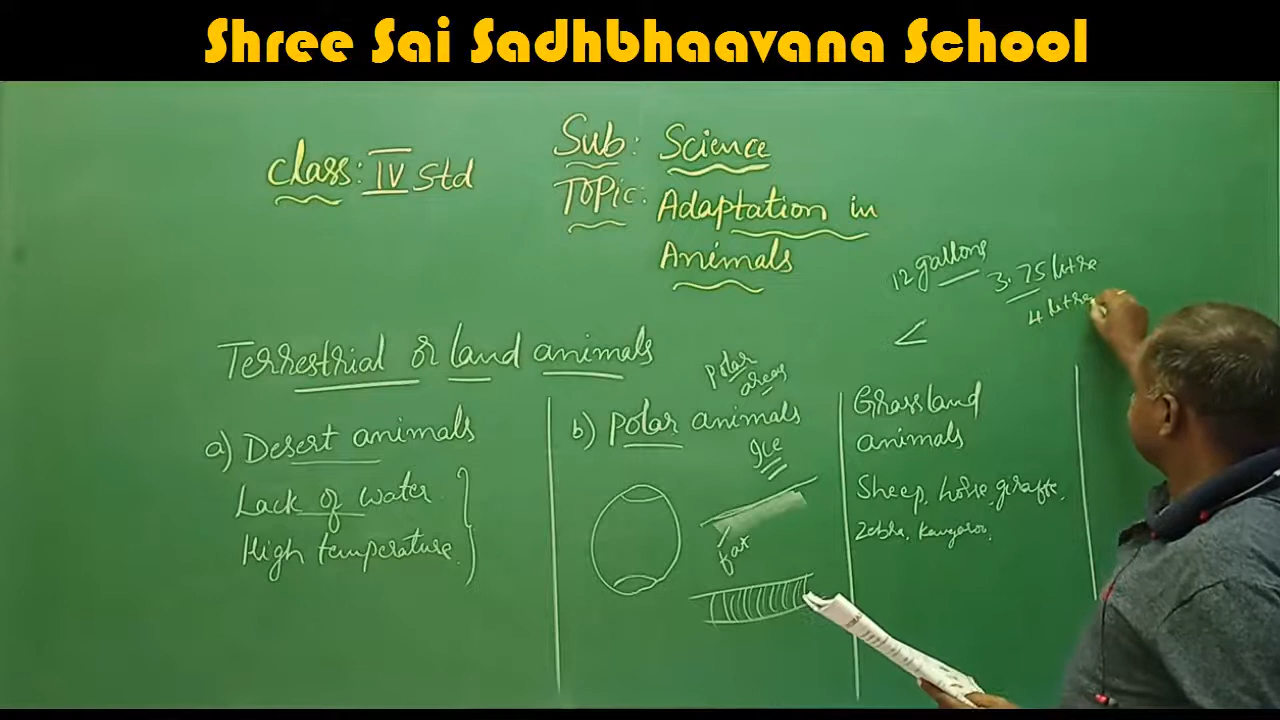 Shree Sai Sadhbhaavana School
Class: IV Std
Sub: Science
Topic: Adaptation in
Animals
12 gallons
3.75 litre
4 litre
Terrestrial or land animals
a) Desert animals
Lack of water
High temperature
Polar
areas
b) Polar animals
Ice
fat
Grassland
animals
Sheep, horse, giraffe,
Zebra, Kangaroo,